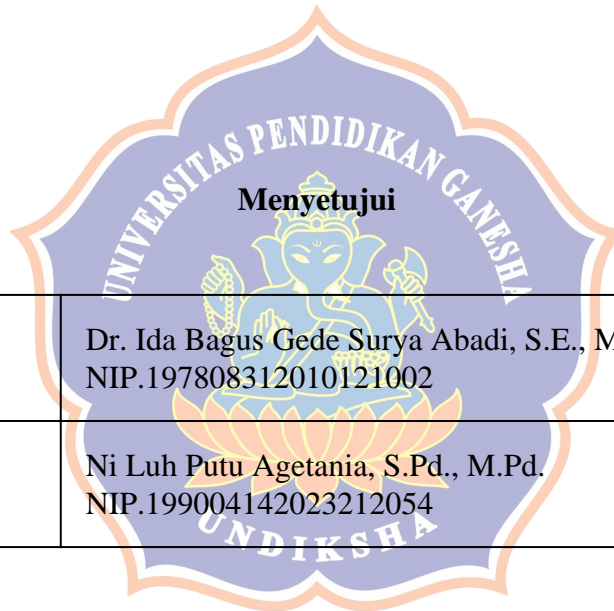 UNIVERSITAS PENDIDIKAN GANESHA
Menyetujui
Dr. Ida Bagus Gede Surya Abadi, S.E., M
NIP.197808312010121002
Ni Luh Putu Agetania, S.Pd., M.Pd.
NIP.199004142023212054
UNDIKSHA